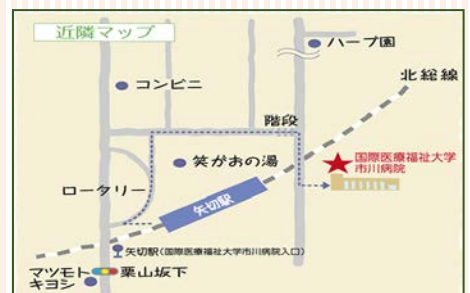 近隣マップ
ハーブ園
北総線
コンビニ
階段
笑がおの湯
国際医療福祉大学
市川病院
ロータリー
矢切駅
矢切駅(国際医療福祉大学市川病院入口)
マツモト
キヨシ
栗山坂下